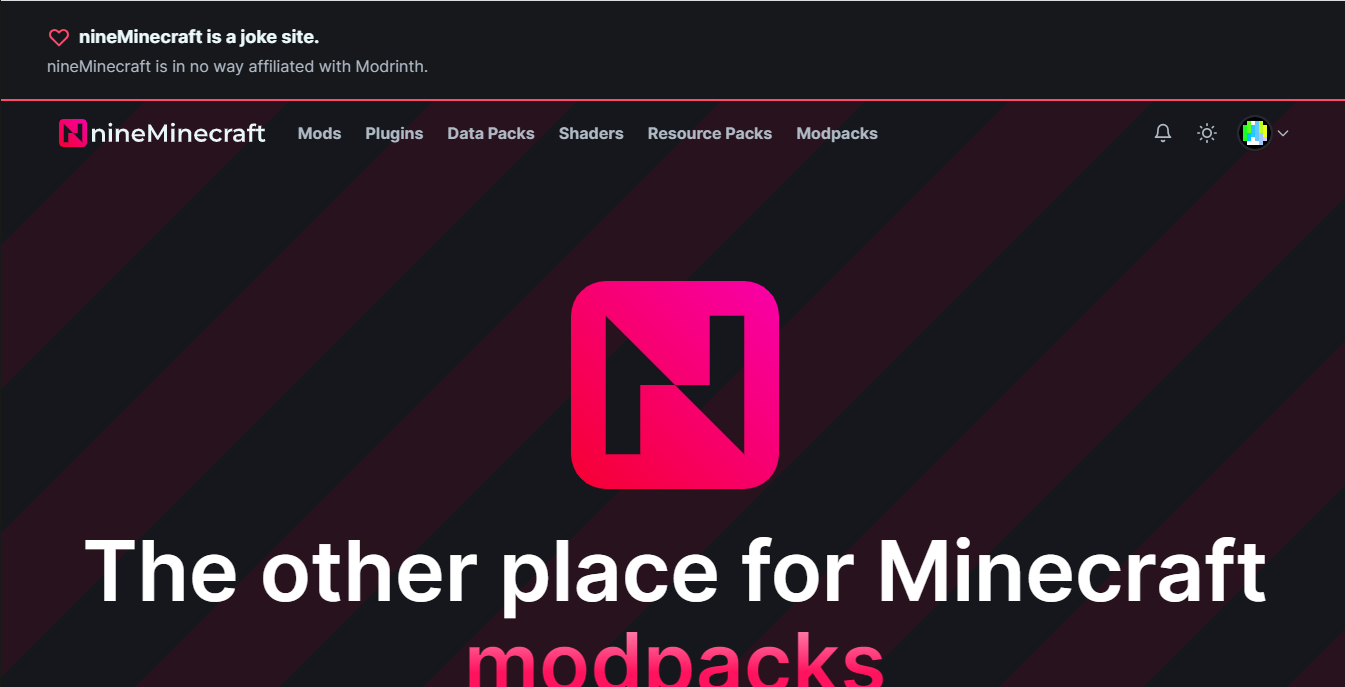 nineMinecraft is a joke site.
nineMinecraft is in no way affiliated with Modrinth.
nineMinecraft Mods Plugins Data Packs Shaders Resource Packs Modpacks
The other place for Minecraft
modpacks